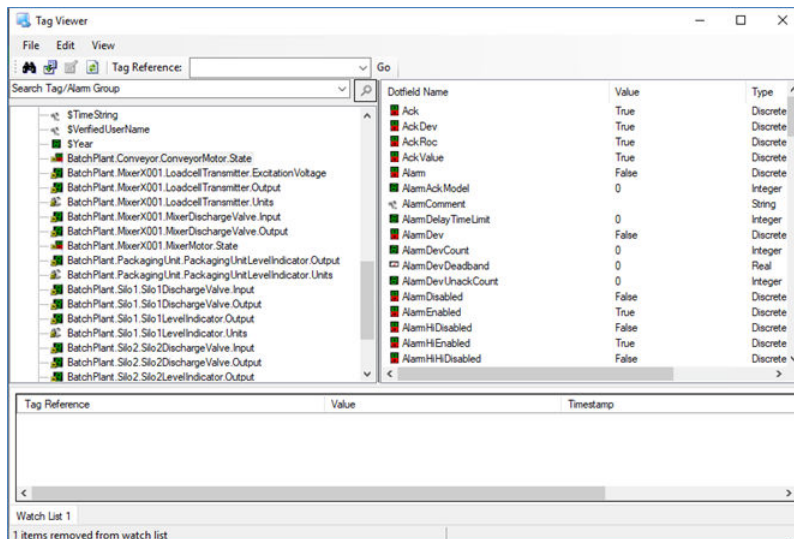 Tag Viewer
File Edit View
Tag Reference: Go
Search Tag/Alarm Group
$TimeString
$VerifiedUserName
$Year
BatchPlant.Conveyor.ConveyorMotor.State
BatchPlant.MixerX001.LoadcellTransmitter.ExcitationVoltage
BatchPlant.MixerX001.LoadcellTransmitter.Output
BatchPlant.MixerX001.LoadcellTransmitter.Units
BatchPlant.MixerX001.MixerDischargeValve.Input
BatchPlant.MixerX001.MixerDischargeValve.Output
BatchPlant.MixerX001.MixerMotor.State
BatchPlant.PackagingUnit.PackagingUnitLevelIndicator.Output
BatchPlant.PackagingUnit.PackagingUnitLevelIndicator.Units
BatchPlant.Silo1.Silo1DischargeValve.Input
BatchPlant.Silo1.Silo1DischargeValve.Output
BatchPlant.Silo1.Silo1LevelIndicator.Output
BatchPlant.Silo1.Silo1LevelIndicator.Units
BatchPlant.Silo2.Silo2DischargeValve.Input
BatchPlant.Silo2.Silo2DischargeValve.Output
BatchPlant.Silo2.Silo2LevelIndicator.Output
Dotfield Name Value Type
Ack True Discrete
AckDev True Discrete
AckRoc True Discrete
AckValue True Discrete
Alarm False Discrete
AlarmAckModel 0 Integer
AlarmComment String
AlarmDelayTimeLimit 0 Integer
AlarmDev False Discrete
AlarmDevCount 0 Integer
AlarmDevDeadband 0 Real
AlarmDevUnackCount 0 Integer
AlarmDisabled False Discrete
AlarmEnabled True Discrete
AlarmHiDisabled False Discrete
AlarmHiEnabled True Discrete
AlarmHiHiDisabled False Discrete
Tag Reference Value Timestamp
Watch List 1
1 items removed from watch list